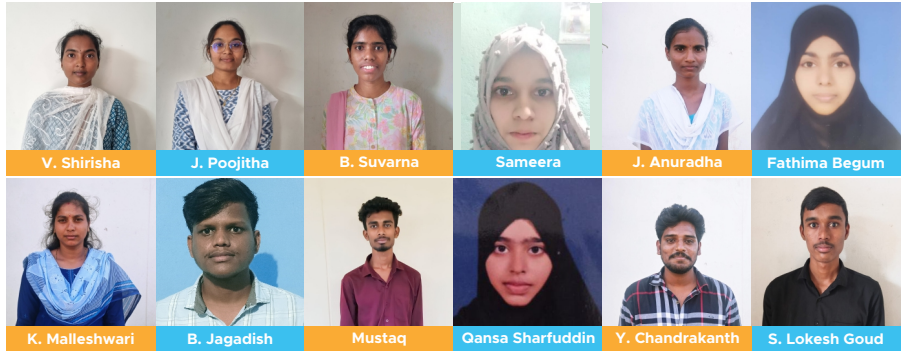 V. Shirisha
J. Poojitha
B. Suvarna
Sameera
J. Anuradha
Fathima Begum
K. Malleshwari
B. Jagadish
Mustaq
Qansa Sharfuddin
Y. Chandrakanth
S. Lokesh Goud